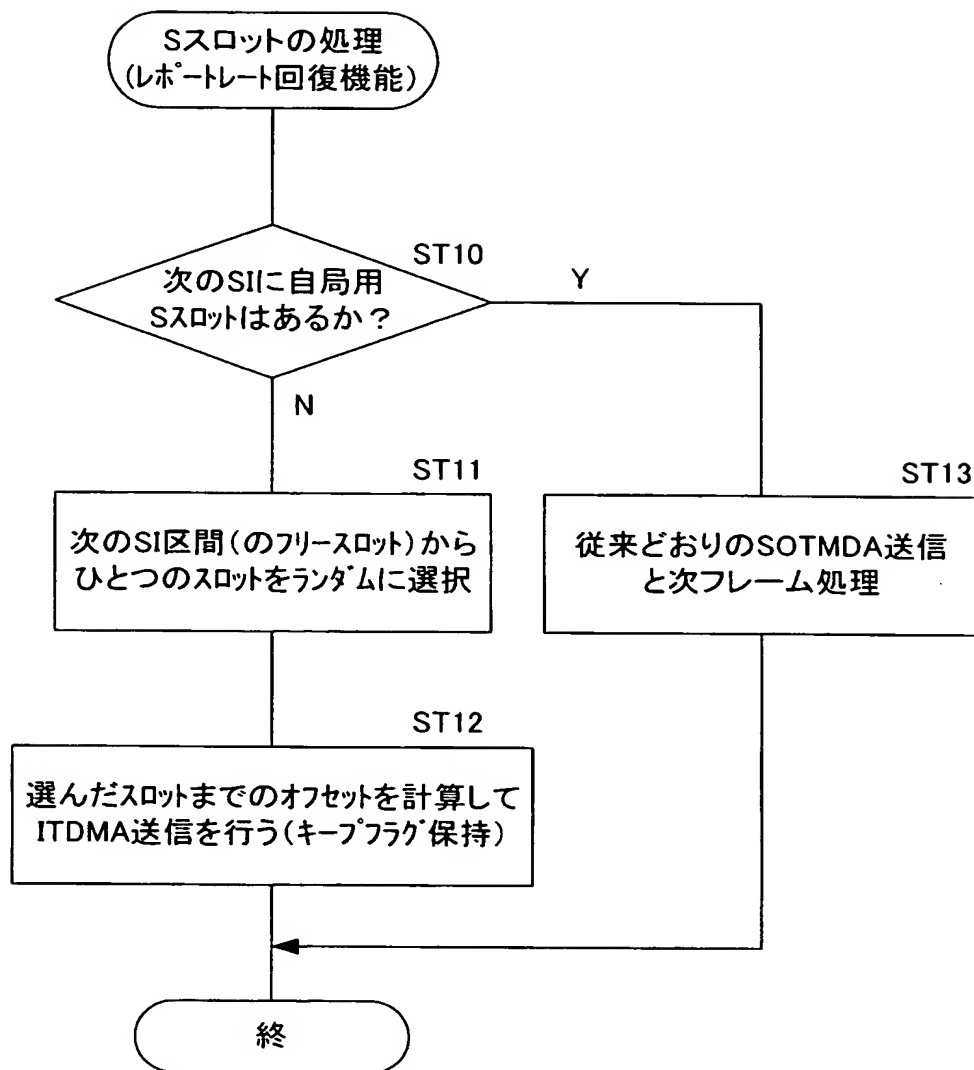 Sスロットの処理
(レポートレート回復機能)
ST10
次のSIに自局用
Sスロットはあるか?
Y
N
ST11
次のSI区間(のフリースロット)から
ひとつのスロットをランダムに選択
ST13
従来どおりのSOTMDA送信
と次フレーム処理
ST12
選んだスロットまでのオフセットを計算して
ITDMA送信を行う(キープフラグ保持)
終